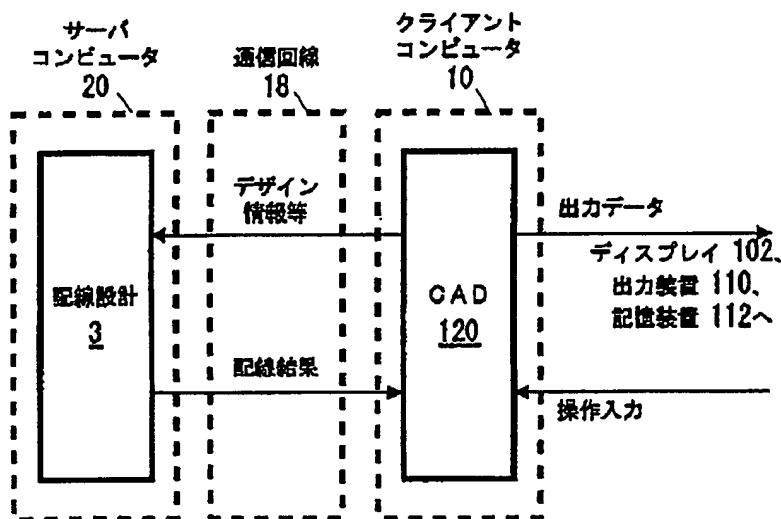 サーバ
コンピュータ
20
通信回線
18
クライアント
コンピュータ
10
デザイン
情報等
配線設計
3
配線結果
CAD
120
出力データ
ディスプレイ 102、
出力装置 110、
記憶装置 112へ
操作入力